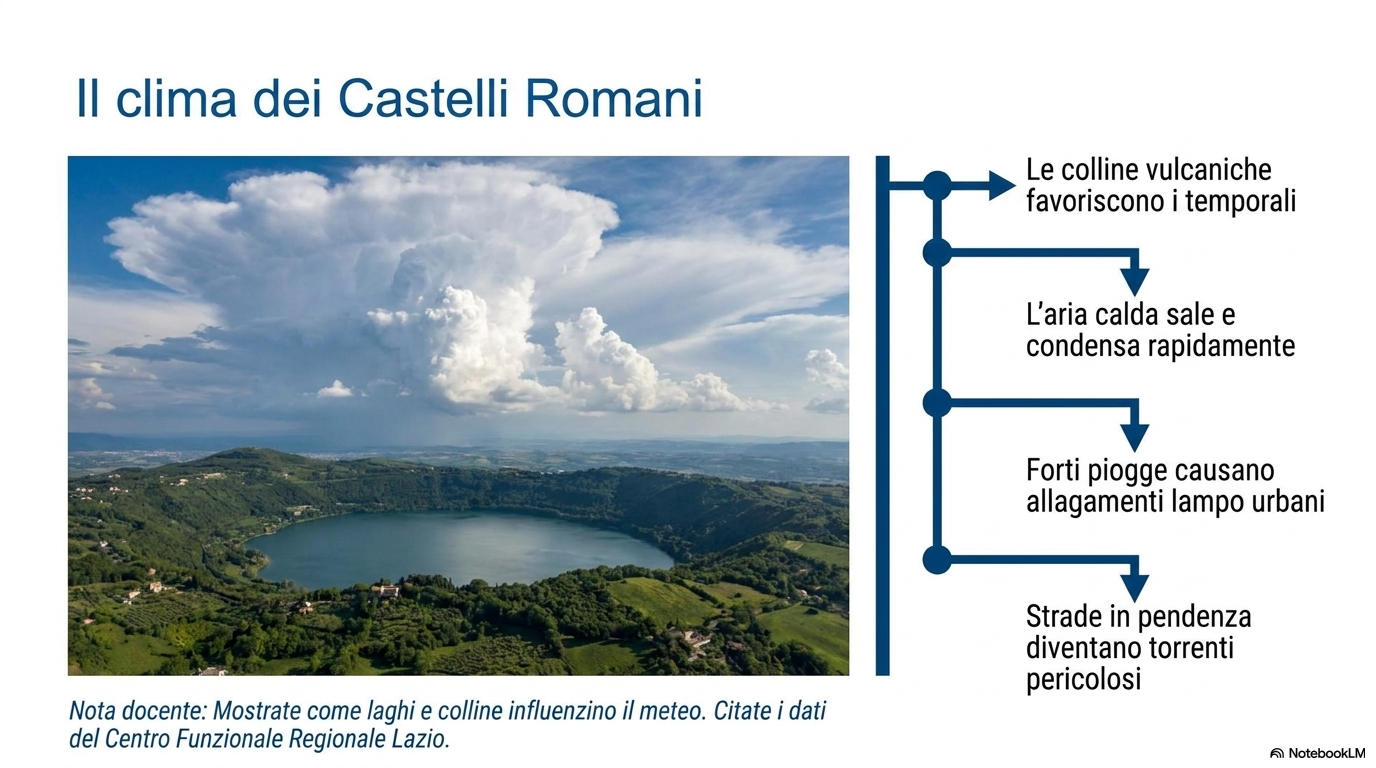 Il clima dei Castelli Romani
Le colline vulcaniche
favoriscono i temporali
L’aria calda sale e
condensa rapidamente
Forti piogge causano
allagamenti lampo urbani
Strade in pendenza
diventano torrenti
pericolosi
Nota docente: Mostrate come laghi e colline influenzino il meteo. Citate i dati
del Centro Funzionale Regionale Lazio.
NotebookLM